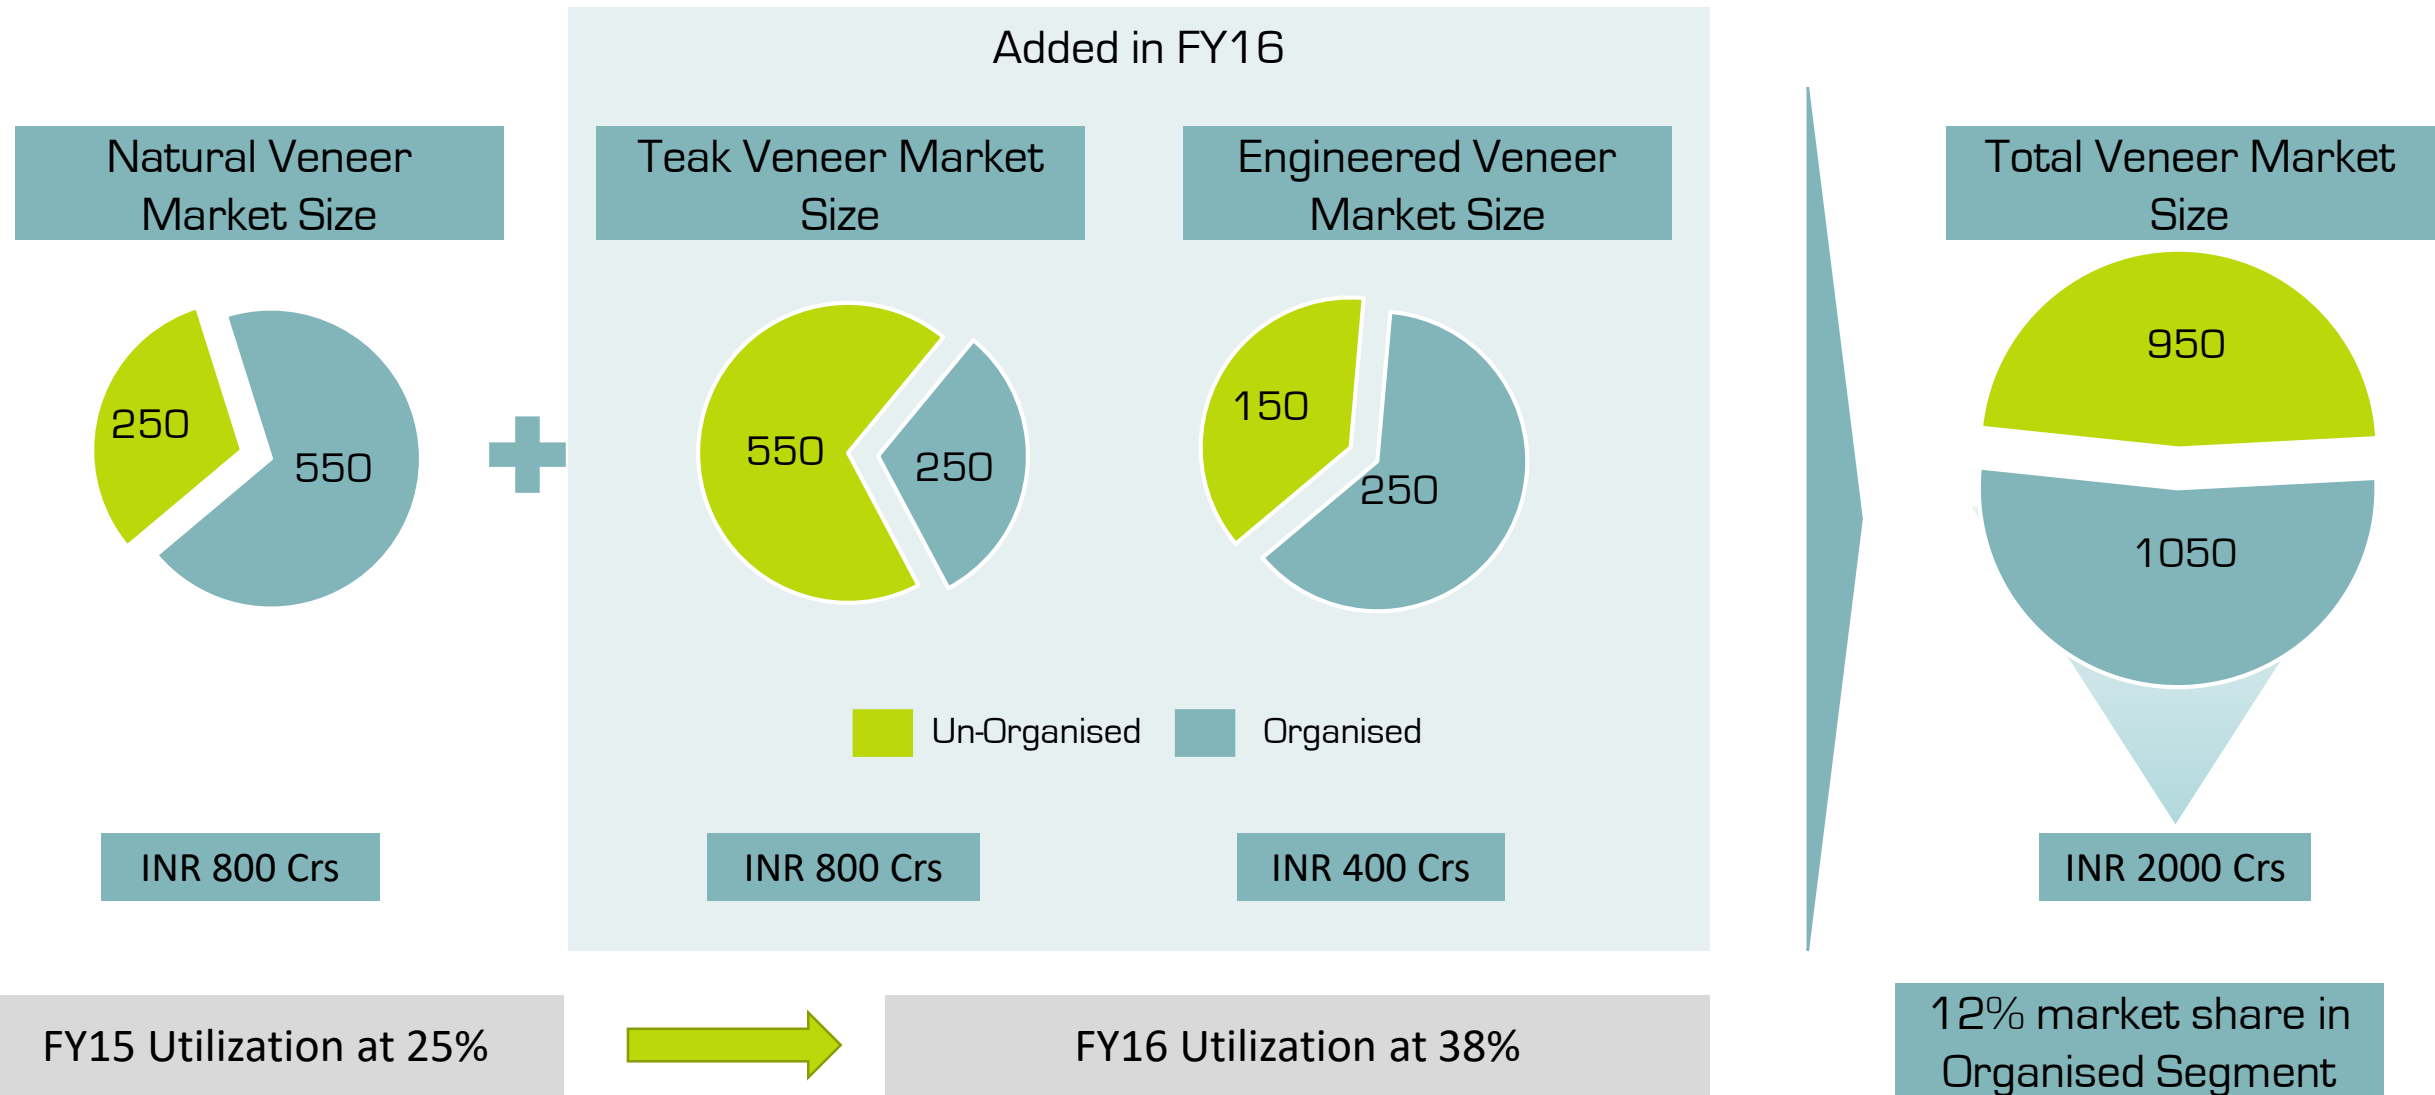 Added in FY16
Natural Veneer
Market Size
Teak Veneer Market
Size
Engineered Veneer
Market Size
Total Veneer Market
Size
250
550
550
250
150
250
950
1050
Un-Organised
Organised
INR 800 Crs
INR 800 Crs
INR 400 Crs
INR 2000 Crs
FY15 Utilization at 25%
FY16 Utilization at 38%
12% market share in
Organised Segment